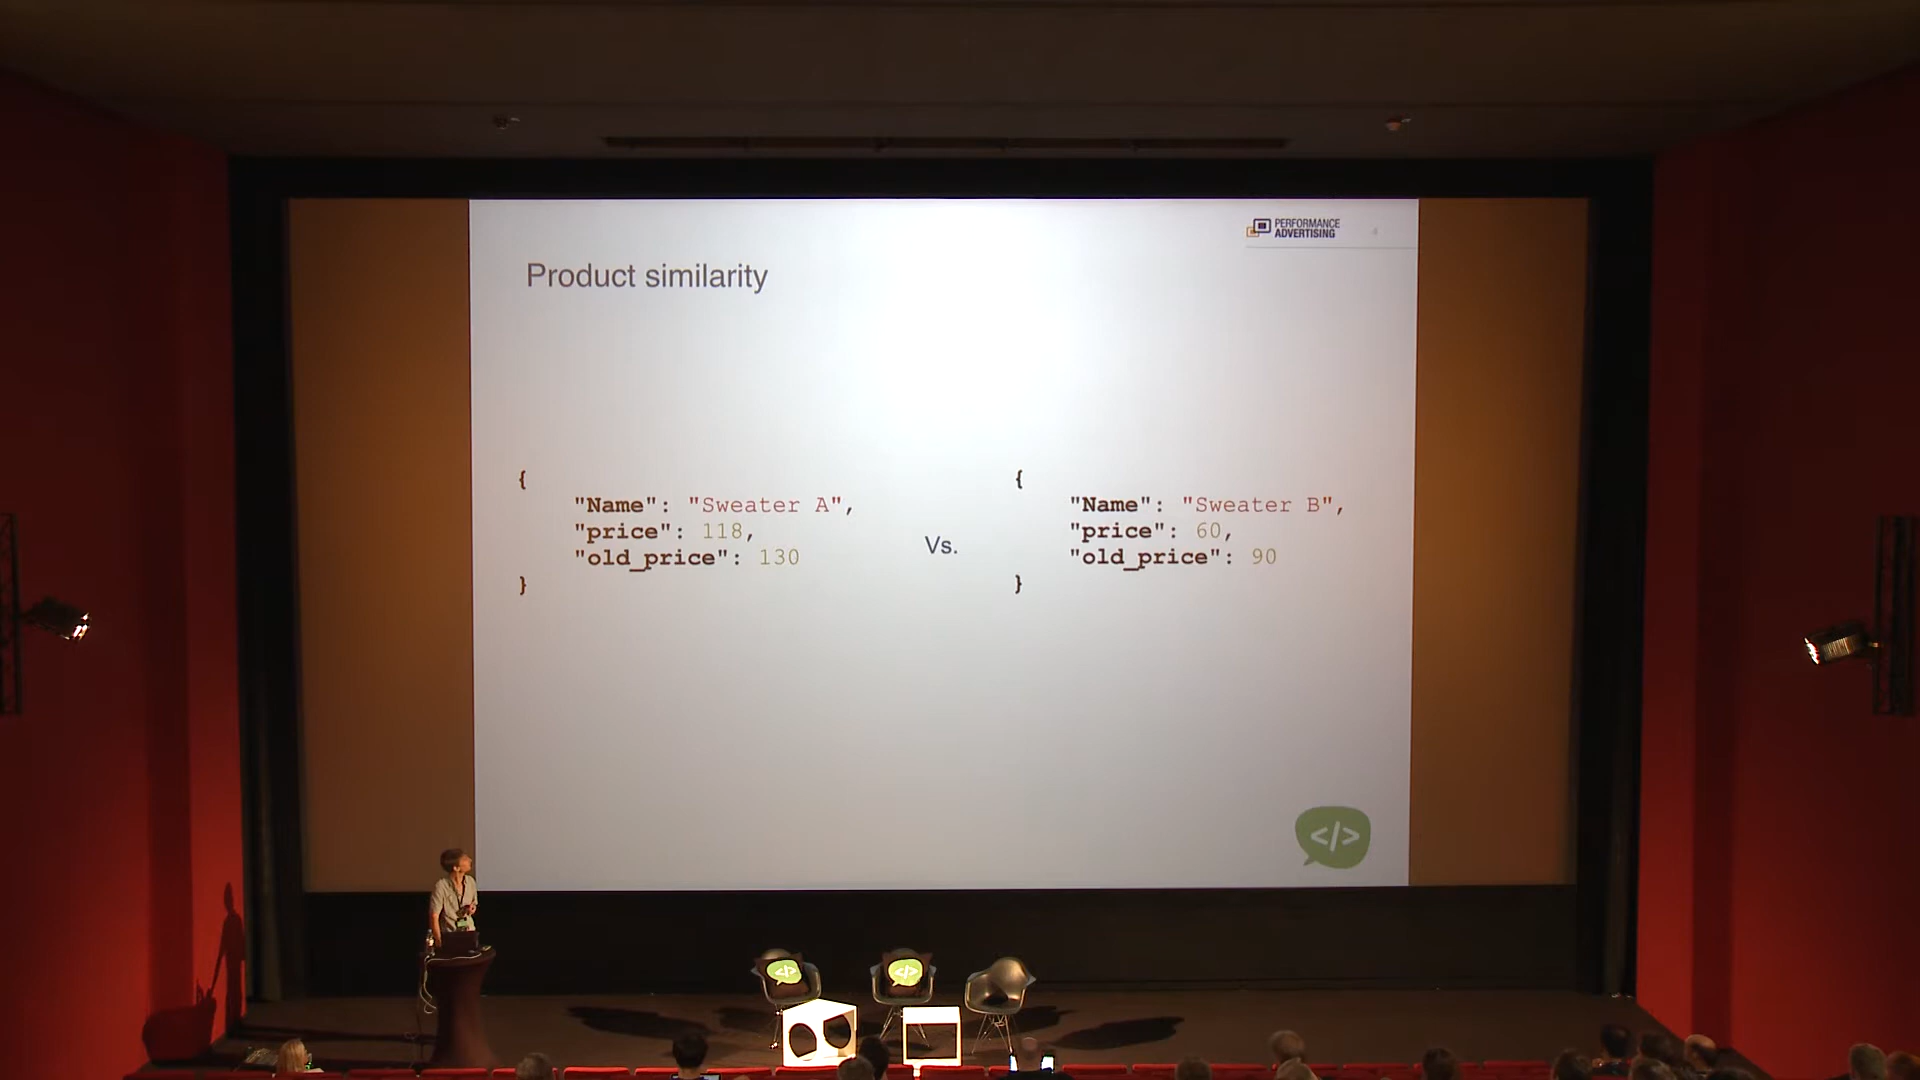 PERFORMANCE
ADVERTISING
Product similarity
{
"Name": "Sweater A",
"price": 118,
"old_price": 130
}
Vs.
{
"Name": "Sweater B",
"price": 60,
"old_price": 90
}
</>
</>
</>